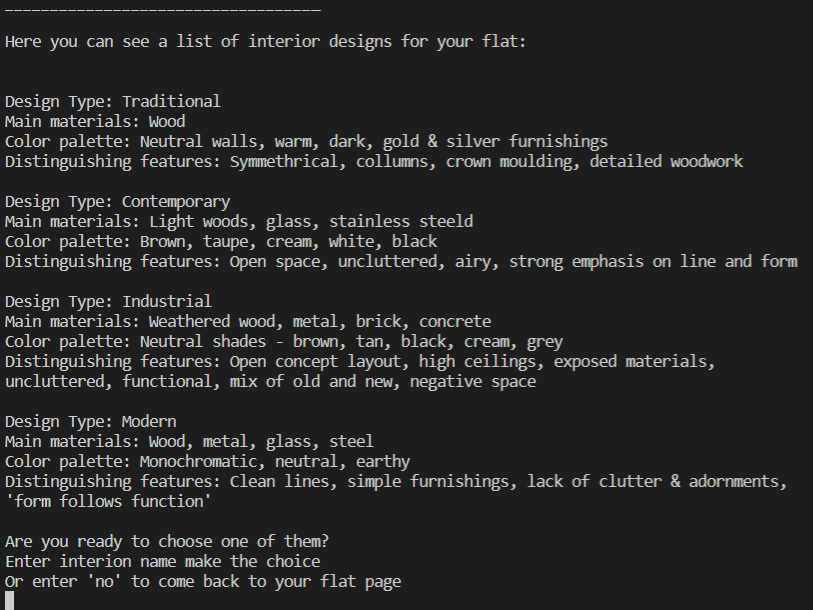 Here you can see a list of interior designs for your flat:
Design Type: Traditional
Main materials: Wood
Color palette: Neutral walls, warm, dark, gold & silver furnishings
Distinguishing features: Symmethrical, collumns, crown moulding, detailed woodwork
Design Type: Contemporary
Main materials: Light woods, glass, stainless steeld
Color palette: Brown, taupe, cream, white, black
Distinguishing features: Open space, uncluttered, airy, strong emphasis on line and form
Design Type: Industrial
Main materials: Weathered wood, metal, brick, concrete
Color palette: Neutral shades - brown, tan, black, cream, grey
Distinguishing features: Open concept layout, high ceilings, exposed materials,
uncluttered, functional, mix of old and new, negative space
Design Type: Modern
Main materials: Wood, metal, glass, steel
Color palette: Monochromatic, neutral, earthy
Distinguishing features: Clean lines, simple furnishings, lack of clutter & adornments,
'form follows function'
Are you ready to choose one of them?
Enter interion name make the choice
Or enter 'no' to come back to your flat page